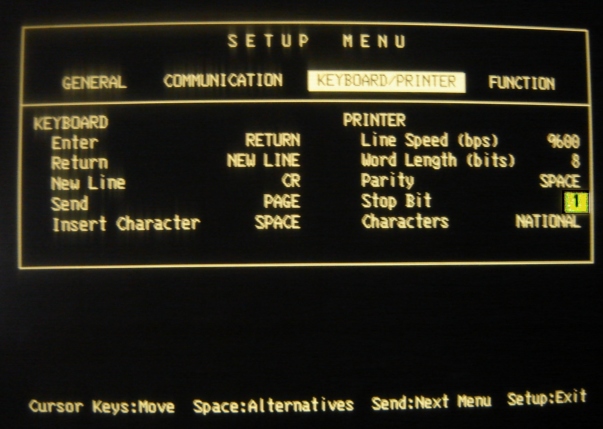 SETUP MENU
GENERAL COMMUNICATION KEYBOARD/PRINTER FUNCTION
KEYBOARD PRINTER
Enter RETURN Line Speed (bps) 9600
Return NEW LINE Word Length (bits) 8
New Line CR Parity SPACE
Send PAGE Stop Bit 1
Insert Character SPACE Characters NATIONAL
Cursor Keys:Move Space:Alternatives Send:Next Menu Setup:Exit